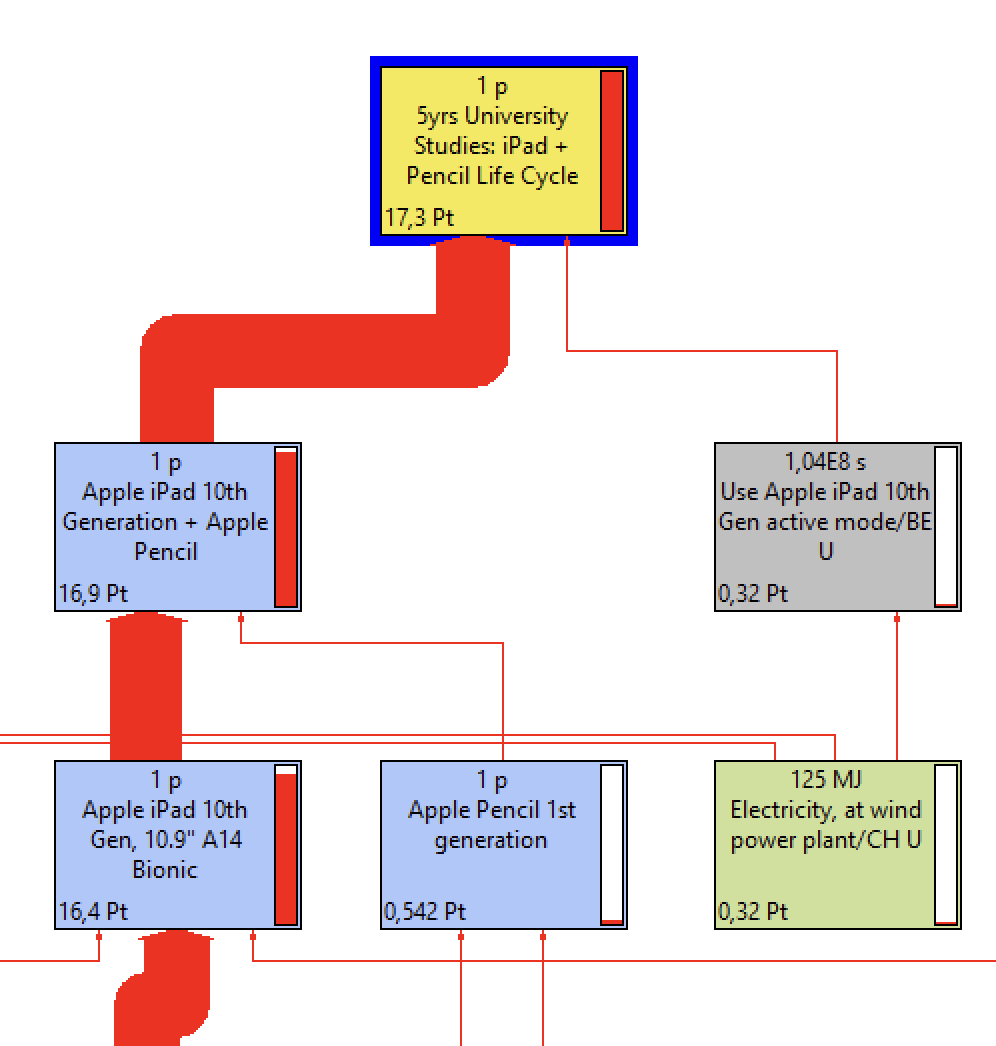 1 p
5yrs University
Studies: iPad +
Pencil Life Cycle
17,3 Pt
1 p
Apple iPad 10th
Generation + Apple
Pencil
16,9 Pt
1,04E8 s
Use Apple iPad 10th
Gen active mode/BE
U
0,32 Pt
1 p
Apple iPad 10th
Gen, 10.9" A14
Bionic
16,4 Pt
1 p
Apple Pencil 1st
generation
0,542 Pt
125 MJ
Electricity, at wind
power plant/CH U
0,32 Pt